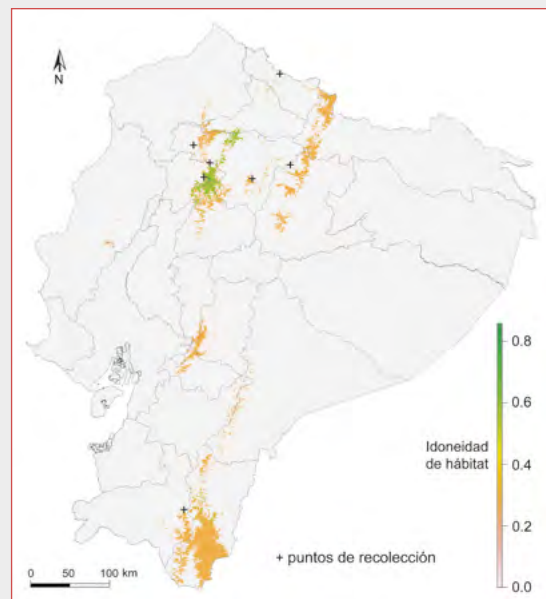 N
0.8
0.6
Idoneidad
de hábitat
0.4
0.2
+ puntos de recolección
0.0
0 50 100 km